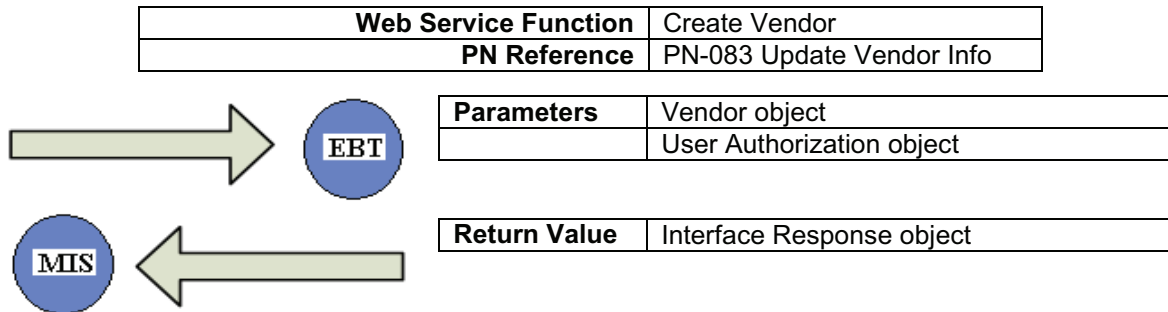 Web Service Function Create Vendor
PN Reference PN-083 Update Vendor Info
EBT
Parameters Vendor object
User Authorization object
MIS
Return Value Interface Response object